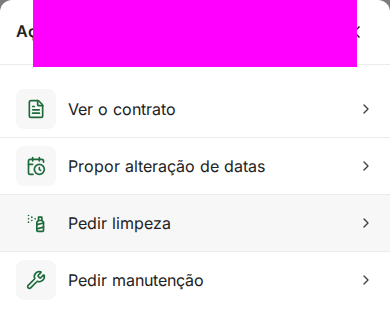 Ver o contrato
Propor alteração de datas
Pedir limpeza
Pedir manutenção